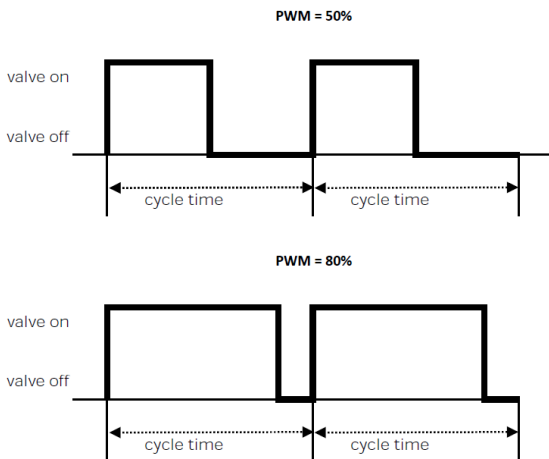 PWM = 50%
valve on
valve off
cycle time cycle time
PWM = 80%
valve on
valve off
cycle time cycle time